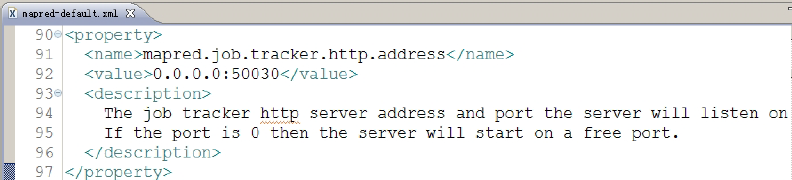 mapred-default.xml
90 <property>
91 <name>mapred.job.tracker.http.address</name>
92 <value>0.0.0.0:50030</value>
93 <description>
94 The job tracker http server address and port the server will listen on
95 If the port is 0 then the server will start on a free port.
96 </description>
97 </property>